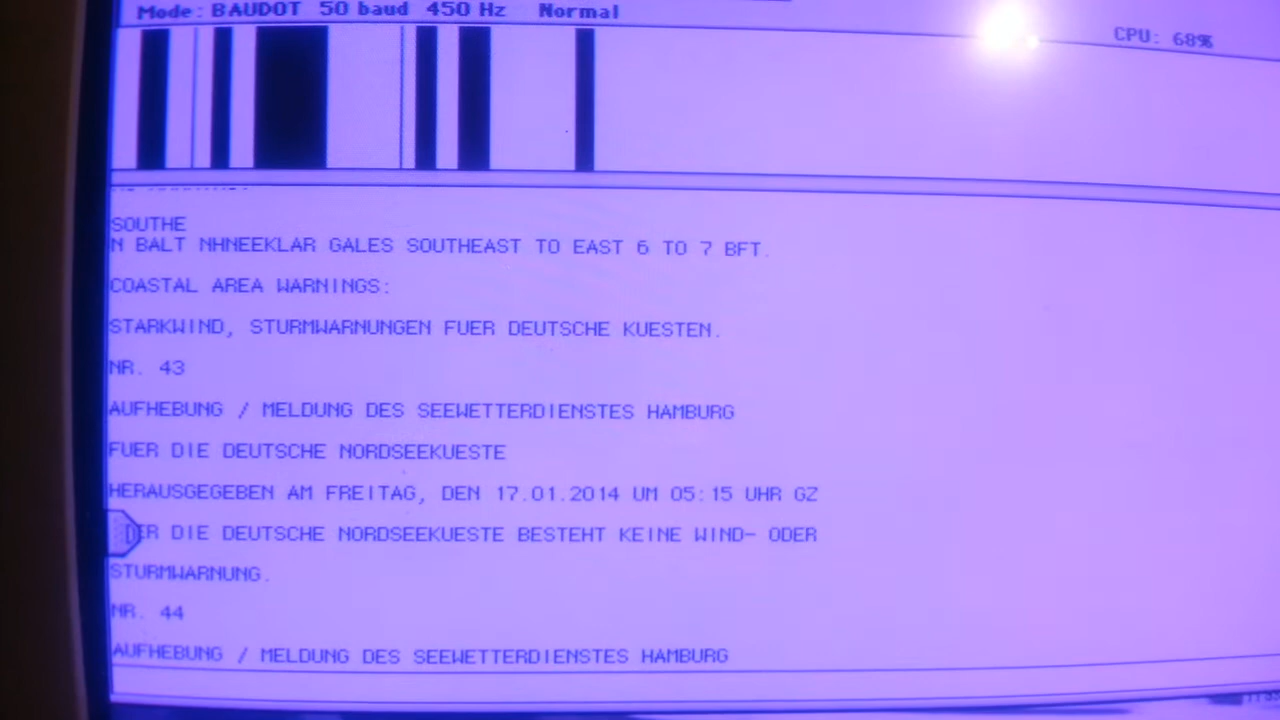 Mode: BAUDOT 50 baud 450 Hz Normal
CPU: 68%
SOUTHE
N BALT NHNEEKLAR GALES SOUTHEAST TO EAST 6 TO 7 BFT.
COASTAL AREA WARNINGS:
STARKWIND, STURMWARNUNGEN FUER DEUTSCHE KUESTEN.
NR. 43
AUFHEBUNG / MELDUNG DES SEEWETTERDIENSTES HAMBURG
FUER DIE DEUTSCHE NORDSEEKUESTE
HERAUSGEGEBEN AM FREITAG, DEN 17.01.2014 UM 05:15 UHR GZ
DER DIE DEUTSCHE NORDSEEKUESTE BESTEHT KEINE WIND- ODER
STURMWARNUNG.
NR. 44
AUFHEBUNG / MELDUNG DES SEEWETTERDIENSTES HAMBURG